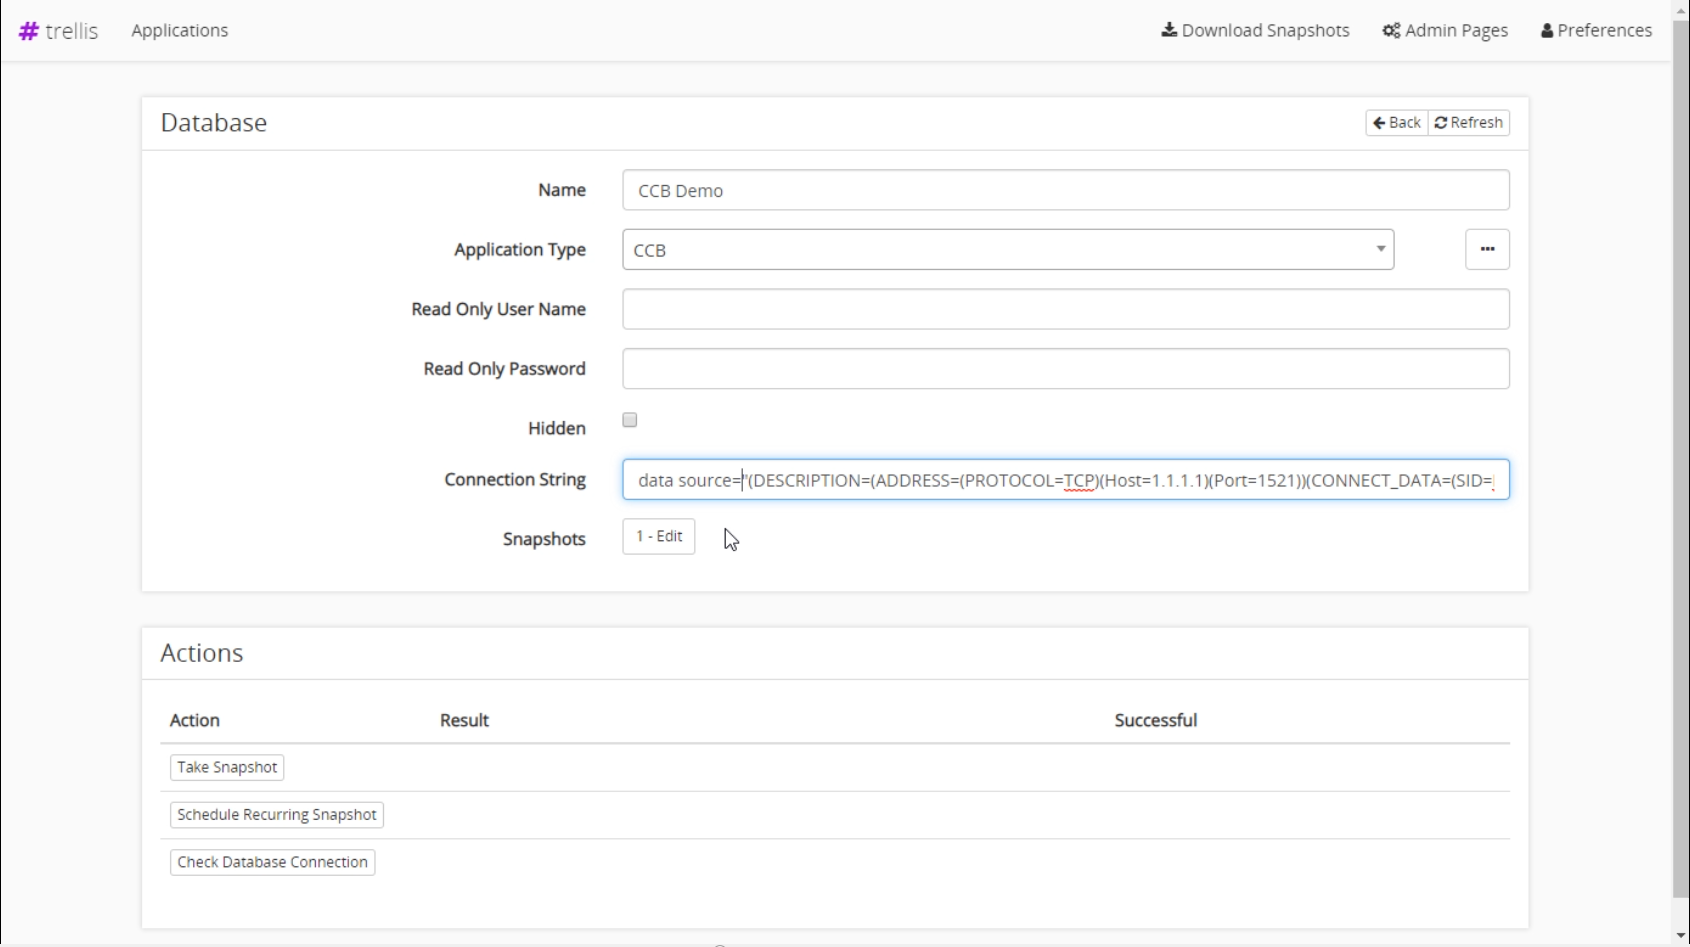 # trellis Applications Download Snapshots Admin Pages Preferences
Database Back Refresh
Name CCB Demo
Application Type CCB ...
Read Only User Name
Read Only Password
Hidden
Connection String data source="(DESCRIPTION=(ADDRESS=(PROTOCOL=TCP)(Host=1.1.1.1)(Port=1521))(CONNECT_DATA=(SID=
Snapshots 1 - Edit
Actions
Action Result Successful
Take Snapshot
Schedule Recurring Snapshot
Check Database Connection